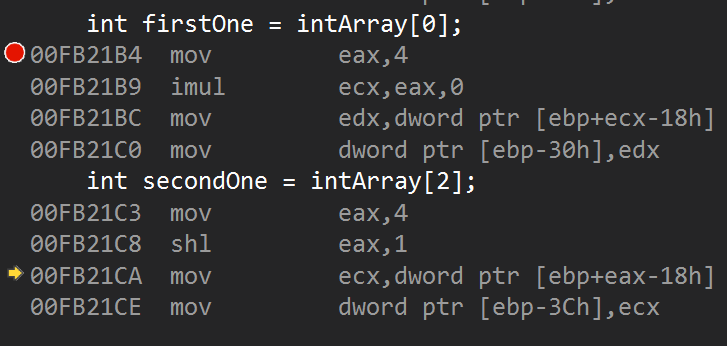 int firstOne = intArray[0];
00FB21B4 mov eax,4
00FB21B9 imul ecx,eax,0
00FB21BC mov edx,dword ptr [ebp+ecx-18h]
00FB21C0 mov dword ptr [ebp-30h],edx
int secondOne = intArray[2];
00FB21C3 mov eax,4
00FB21C8 shl eax,1
00FB21CA mov ecx,dword ptr [ebp+eax-18h]
00FB21CE mov dword ptr [ebp-3Ch],ecx